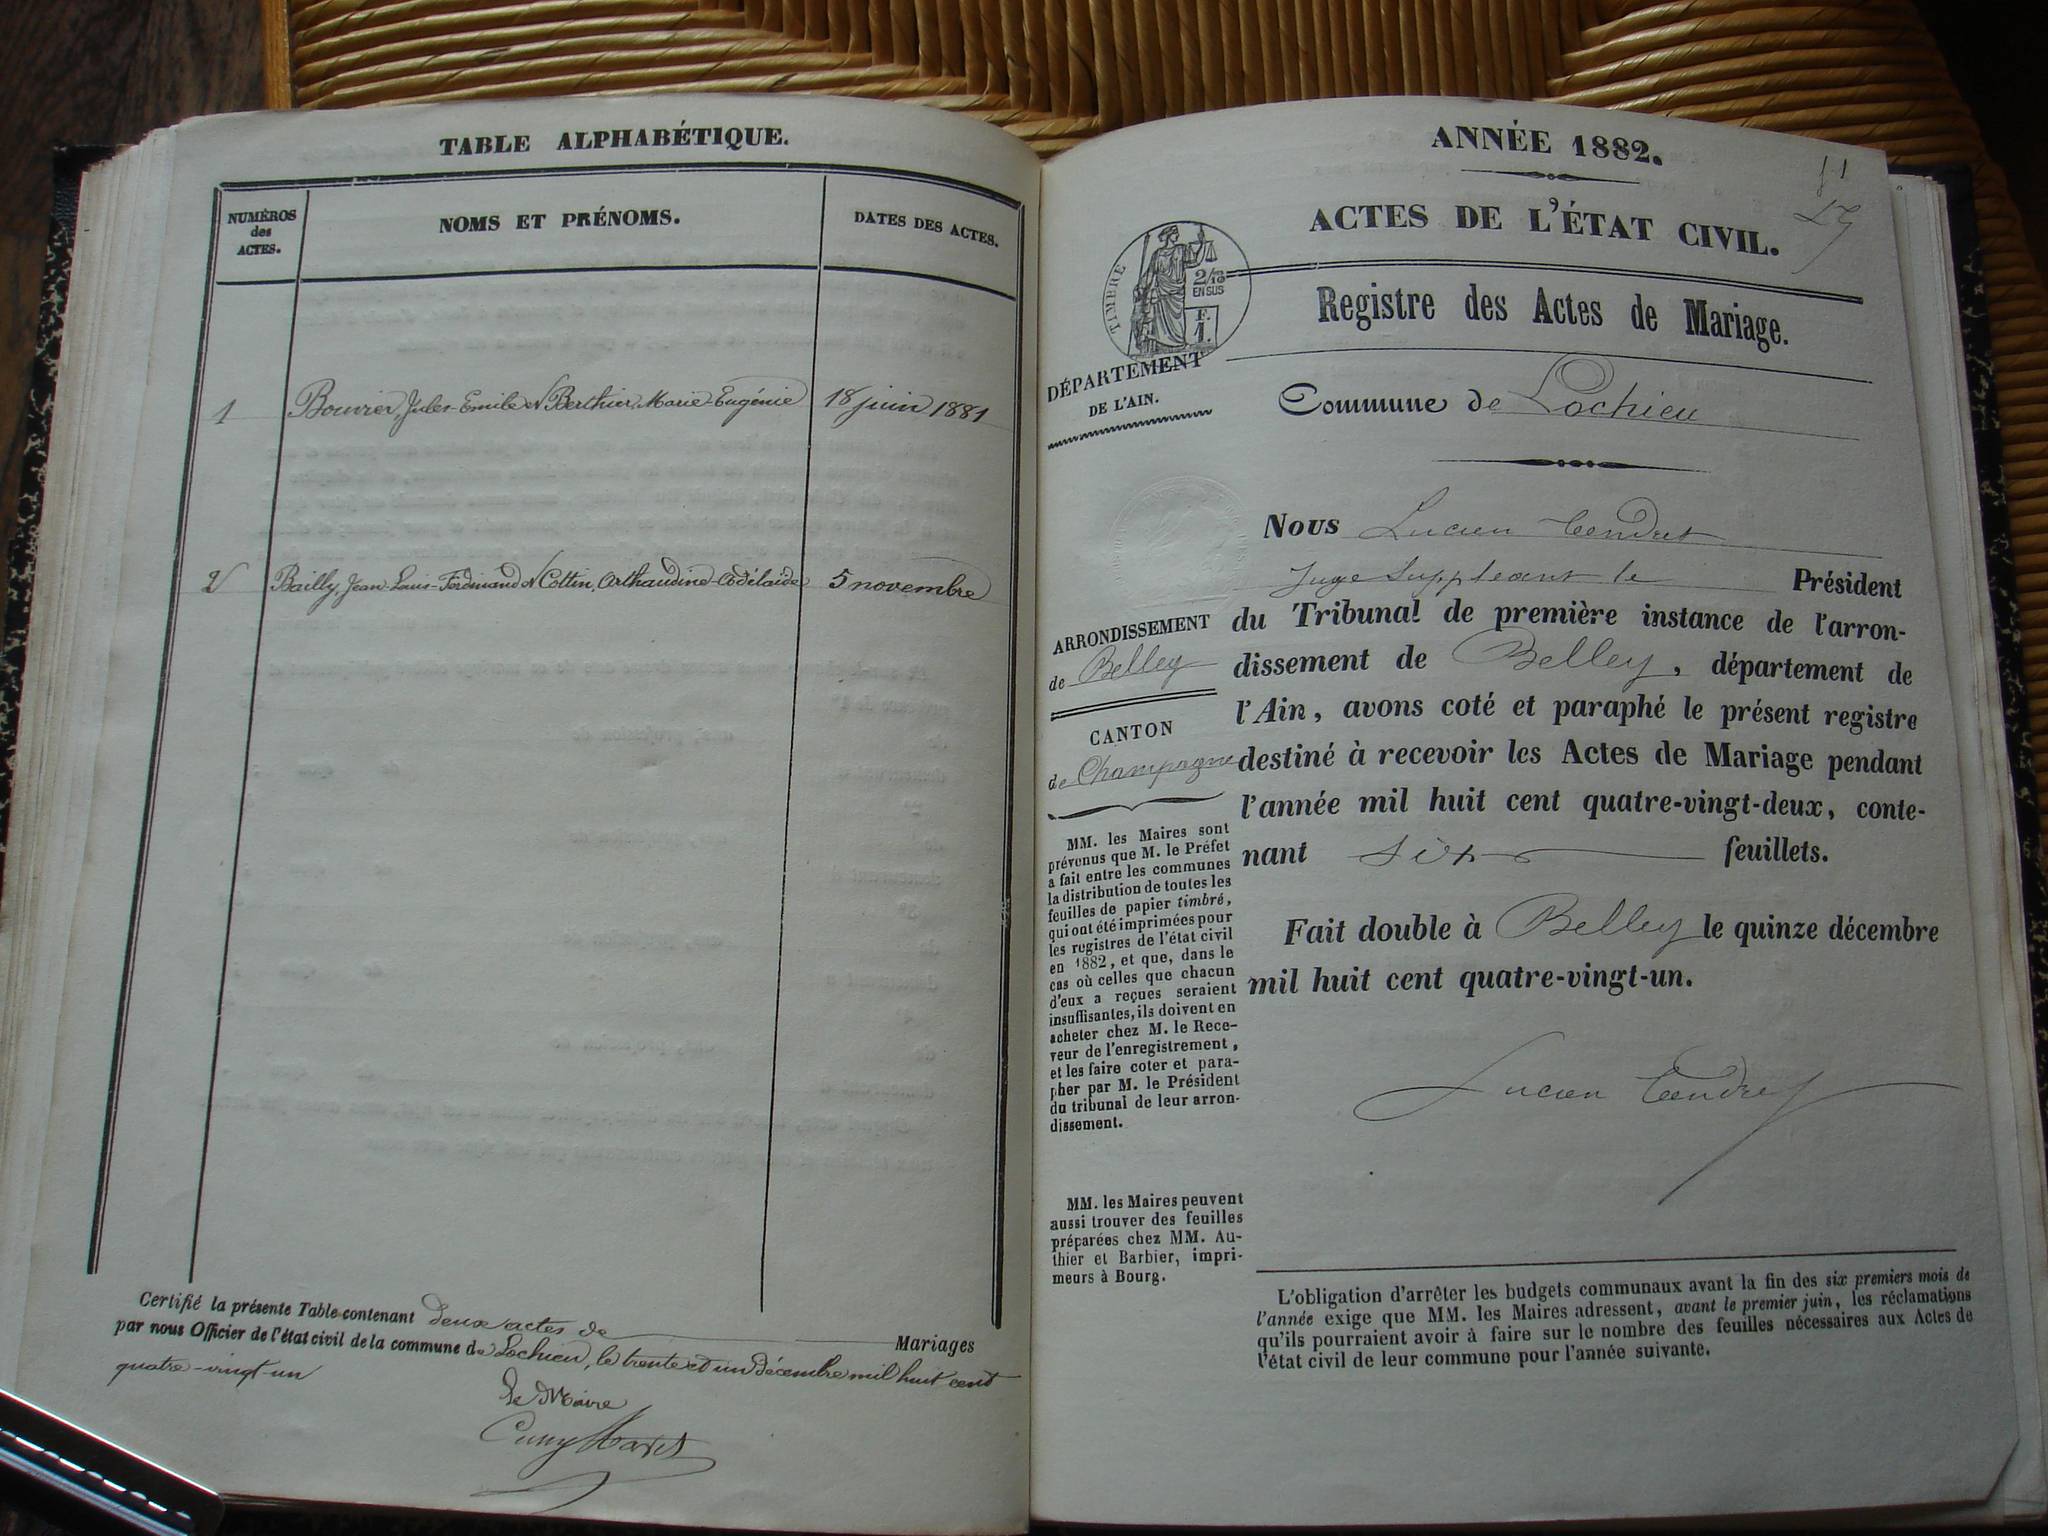 TABLE ALPHABÉTIQUE.
NUMÉROS
des
ACTES.
NOMS ET PRÉNOMS.
DATES DES ACTES.
1 Bouvier, Jules-Emile et Berthier, Marie-Eugénie 18 juin 1881
2 Bailly, Jean-Louis-Ferdinand et Cottin, Arthaudine-Adélaïde 5 novembre
Certifié la présente Table contenant deux actes de Mariages
par nous Officier de l'état civil de la commune de Lochieu, le trente et un décembre mil huit cent
quatre-vingt-un
Le Maire
ANNÉE 1882.
ACTES DE L'ÉTAT CIVIL.
TIMBRE
2/10
EN SUS
F.
1.
Registre des Actes de Mariage.
DÉPARTEMENT
DE L'AIN.
Commune de Lochieu
Nous Lucien Tendret
Juge Suppléant le Président
du Tribunal de première instance de l'arron-
dissement de Belley, département de
l'Ain, avons coté et paraphé le présent registre
destiné à recevoir les Actes de Mariage pendant
l'année mil huit cent quatre-vingt-deux, conte-
nant six feuillets.
Fait double à Belley le quinze décembre
mil huit cent quatre-vingt-un.
Lucien Tendret
ARRONDISSEMENT
de Belley
CANTON
de Champagne
MM. les Maires sont
prévenus que M. le Préfet
a fait entre les communes
la distribution de toutes les
feuilles de papier timbré,
qui ont été imprimées pour
les registres de l'état civil
en 1882, et que, dans le
cas où celles que chacun
d'eux a reçues seraient
insuffisantes, ils doivent en
acheter chez M. le Rece-
veur de l'enregistrement,
et les faire coter et para-
pher par M. le Président
du tribunal de leur arron-
dissement.
MM. les Maires peuvent
aussi trouver des feuilles
préparées chez MM. Au-
thier et Barbier, impri-
meurs à Bourg.
L'obligation d'arrêter les budgets communaux avant la fin des six premiers mois de
l'année exige que MM. les Maires adressent, avant le premier juin, les réclamations
qu'ils pourraient avoir à faire sur le nombre des feuilles nécessaires aux Actes de
l'état civil de leur commune pour l'année suivante.